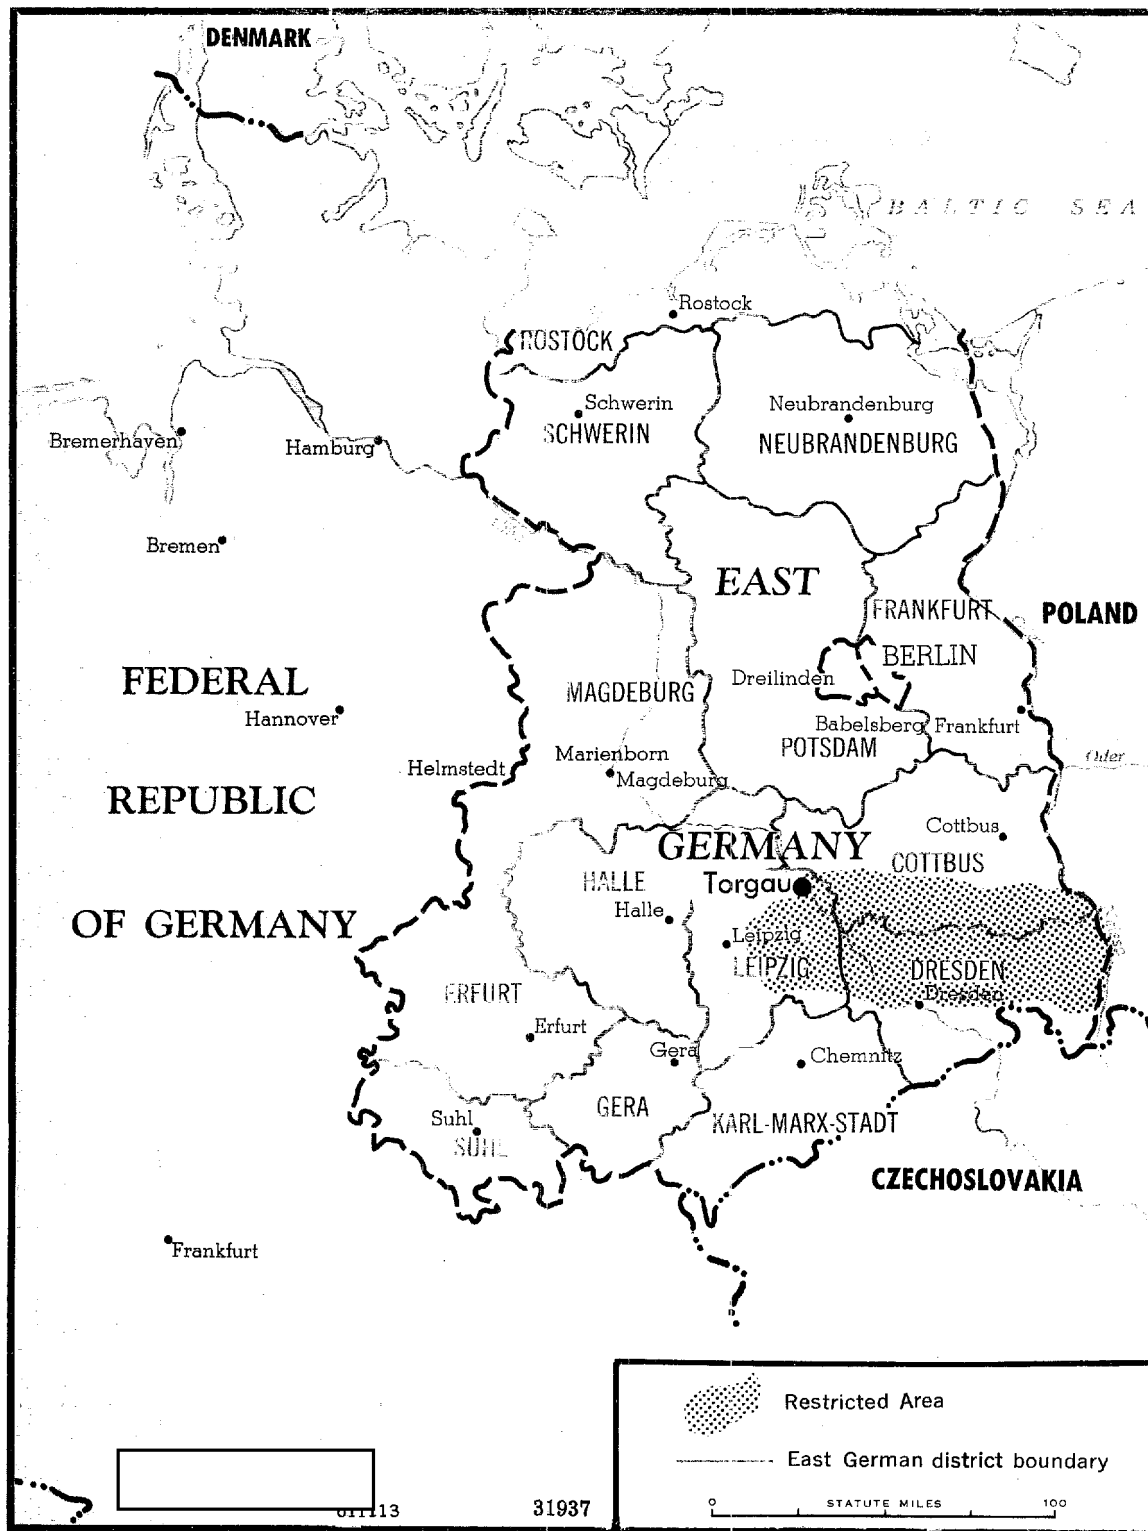 DENMARK
BALTIC SEA
Rostock
ROSTOCK
Schwerin
SCHWERIN
Neubrandenburg
NEUBRANDENBURG
Bremerhaven
Hamburg
Bremen
EAST
FRANKFURT
POLAND
BERLIN
FEDERAL
Dreilinden
MAGDEBURG
Hannover
Babelsberg
Frankfurt
POTSDAM
Marienborn
Oder
Helmstedt
Magdeburg
REPUBLIC
Cottbus
GERMANY
COTTBUS
HALLE
Torgau
Halle
OF GERMANY
Leipzig
LEIPZIG
DRESDEN
Dresden
ERFURT
Erfurt
Gera
Chemnitz
GERA
Suhl
SUHL
KARL-MARX-STADT
CZECHOSLOVAKIA
Frankfurt
Restricted Area
East German district boundary
0 STATUTE MILES 100
31937